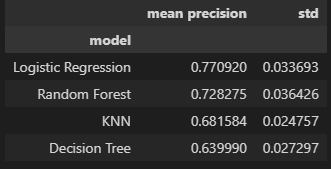 mean precision std
model
Logistic Regression 0.770920 0.033693
Random Forest 0.728275 0.036426
KNN 0.681584 0.024757
Decision Tree 0.639990 0.027297